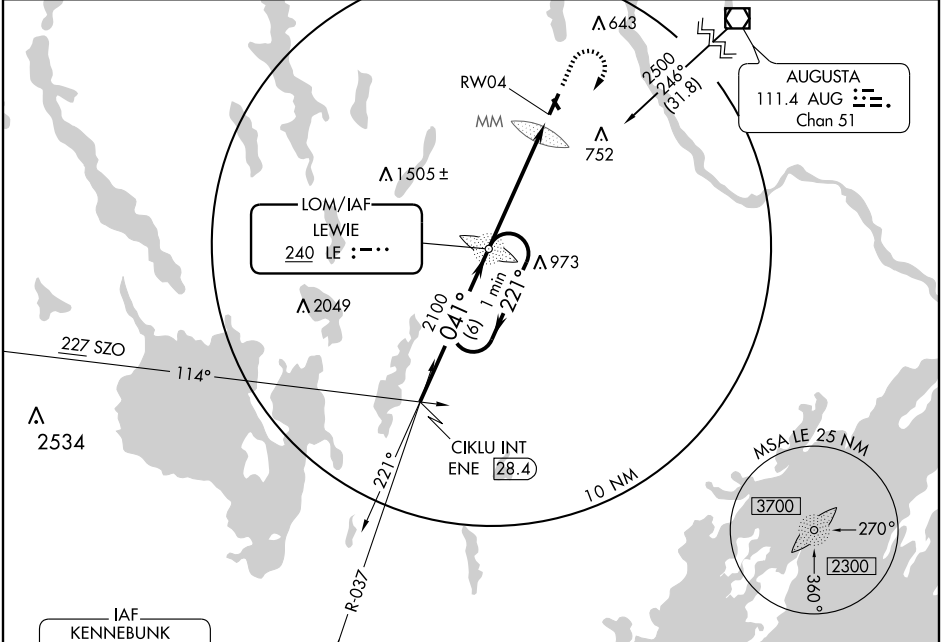 643
RW04
2500
246°
(31.8)
AUGUSTA
111.4 AUG
Chan 51
MM
752
1505 ±
LOM/IAF
LEWIE
240 LE
973
2049
2100
041°
(6)
1 min
221°
227 SZO
114°
2534
CIKLU INT
ENE 28.4
221°
10 NM
MSA LE 25 NM
3700
270°
2300
360°
R-037
IAF
KENNEBUNK